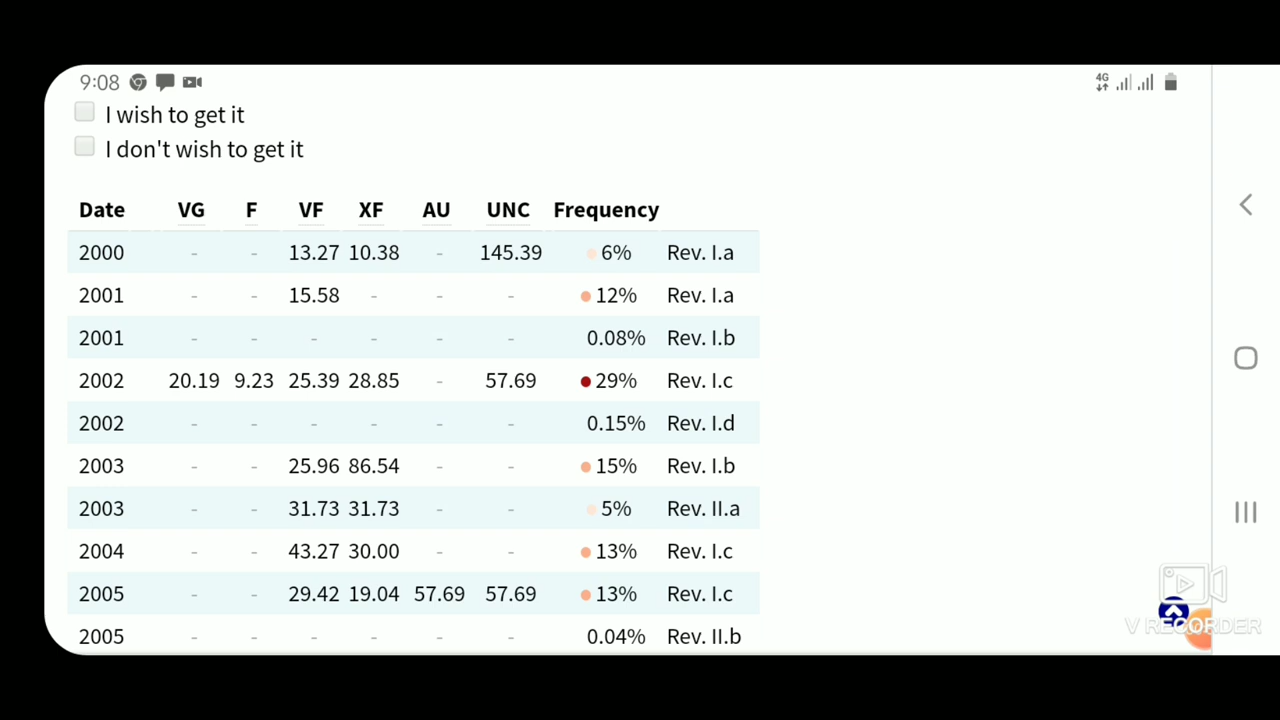 9:08 4G
I wish to get it
I don't wish to get it
Date VG F VF XF AU UNC Frequency
2000 - - 13.27 10.38 - 145.39 6% Rev. I.a
2001 - - 15.58 - - - 12% Rev. I.a
2001 - - - - - - 0.08% Rev. I.b
2002 20.19 9.23 25.39 28.85 - 57.69 29% Rev. I.c
2002 - - - - - - 0.15% Rev. I.d
2003 - - 25.96 86.54 - - 15% Rev. I.b
2003 - - 31.73 31.73 - - 5% Rev. II.a
2004 - - 43.27 30.00 - - 13% Rev. I.c
2005 - - 29.42 19.04 57.69 57.69 13% Rev. I.c
2005 - - - - - - 0.04% Rev. II.b
V RECORDER